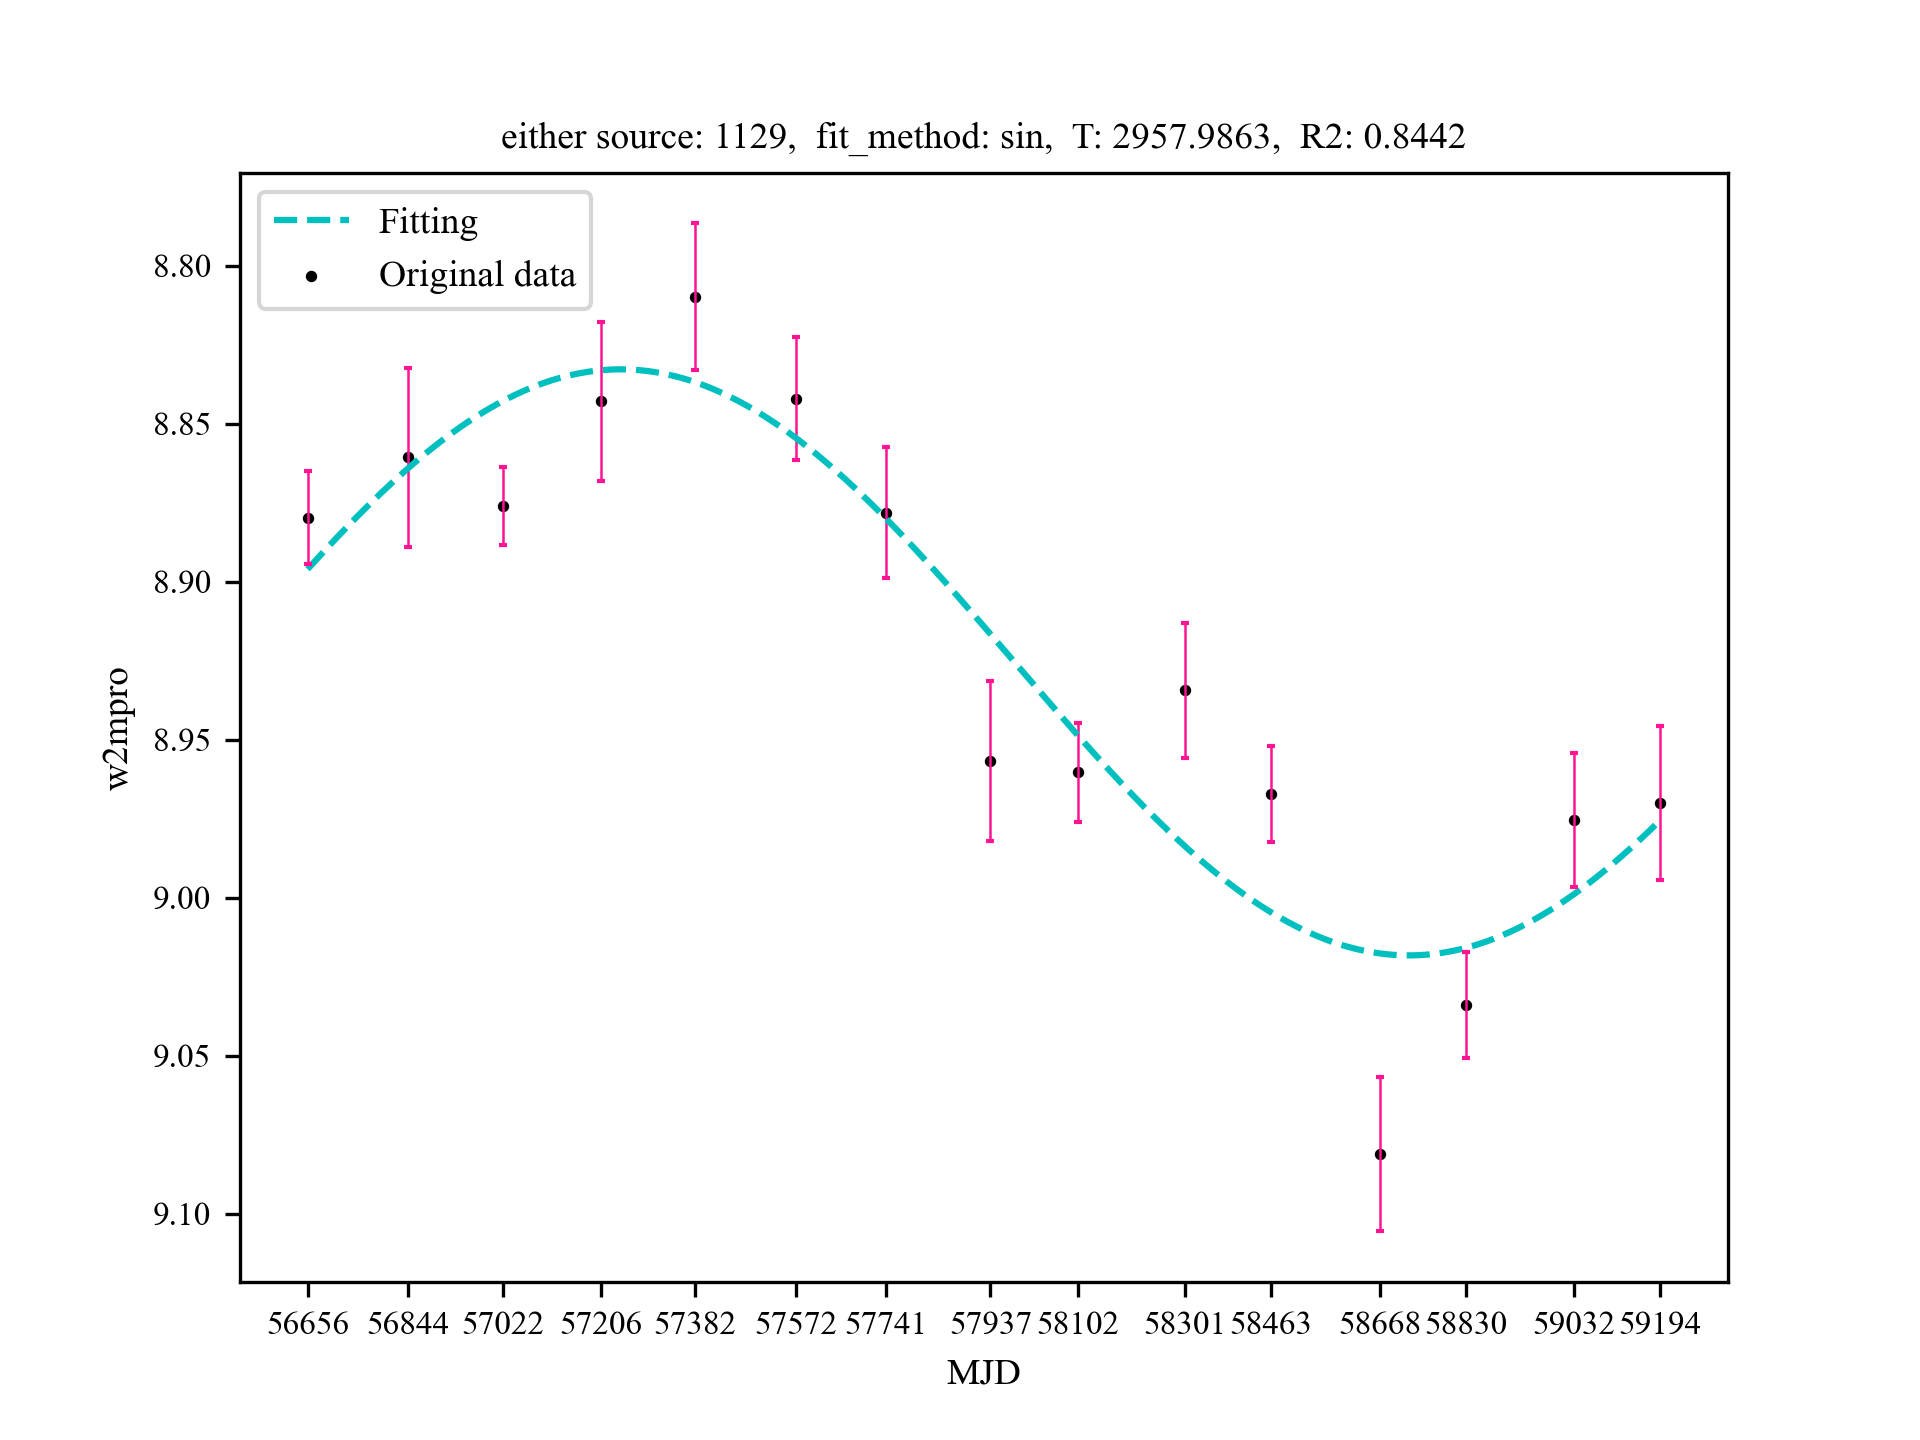 either source: 1129,  fit_method: sin,  T: 2957.9863,  R2: 0.8442
Fitting
Original data
8.80
8.85
8.90
8.95
9.00
9.05
9.10
w2mpro
56656 56844 57022 57206 57382 57572 57741 57937 58102 58301 58463 58668 58830 59032 59194
MJD